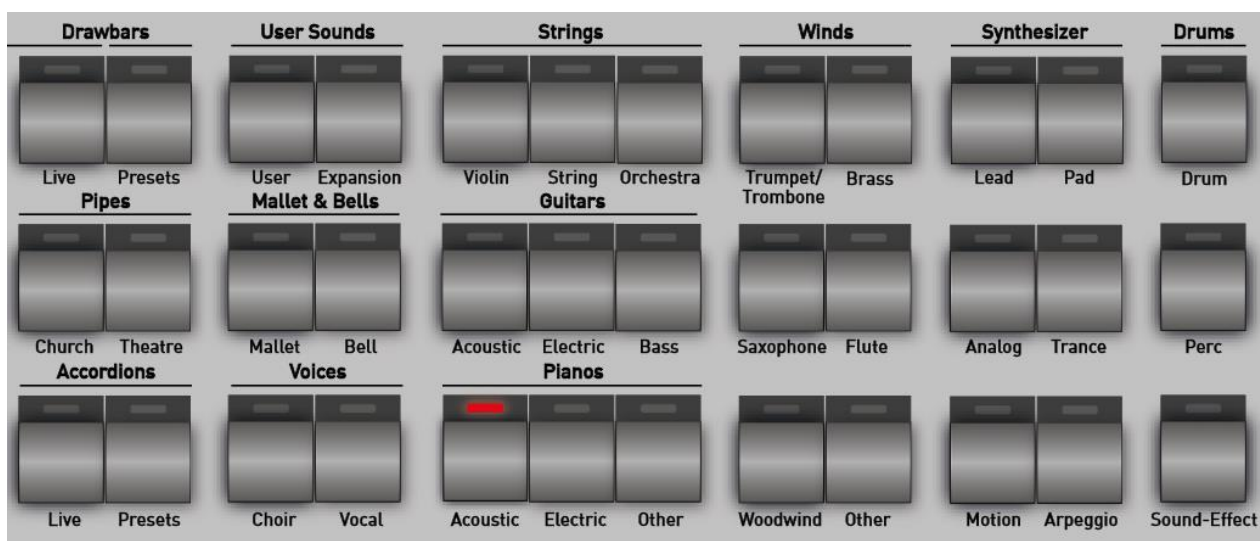 Drawbars User Sounds Strings Winds Synthesizer Drums
Live Presets User Expansion Violin String Orchestra Trumpet/ Brass Lead Pad Drum
Trombone
Pipes Mallet & Bells Guitars
Church Theatre Mallet Bell Acoustic Electric Bass Saxophone Flute Analog Trance Perc
Accordions Voices Pianos
Live Presets Choir Vocal Acoustic Electric Other Woodwind Other Motion Arpeggio Sound-Effect